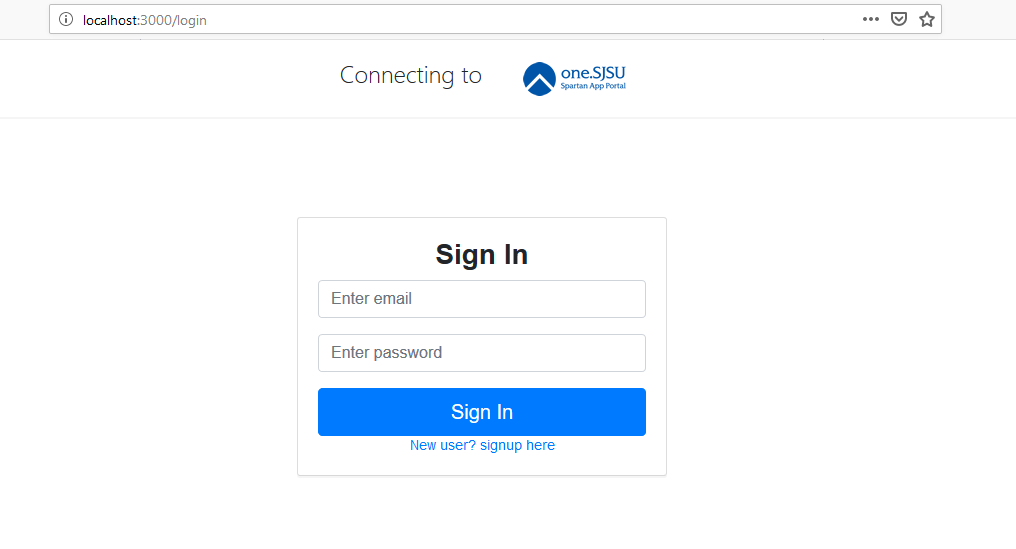 localhost:3000/login
Connecting to
one.SJSU
Spartan App Portal
Sign In
Enter email
Enter password
Sign In
New user? signup here